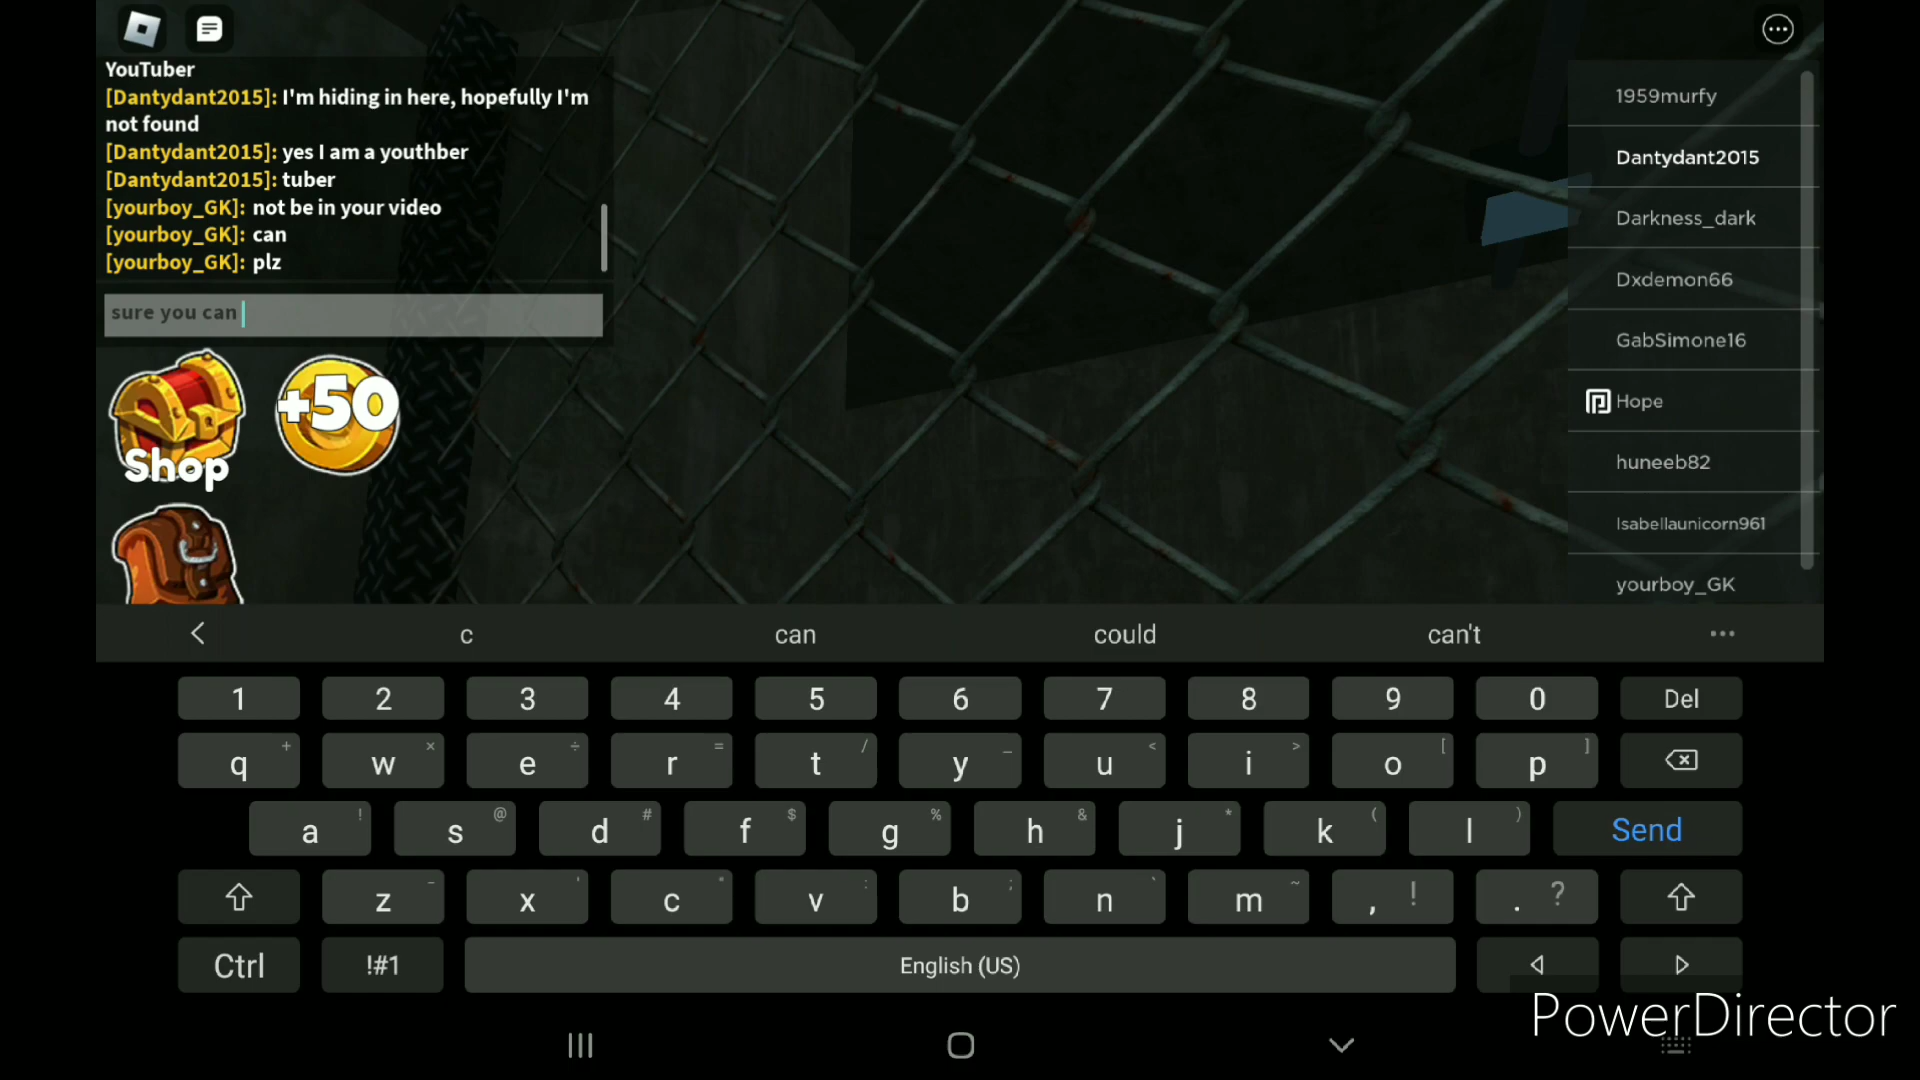 YouTuber
[Dantydant2015]: I'm hiding in here, hopefully I'm
not found
[Dantydant2015]: yes I am a youthber
[Dantydant2015]: tuber
[yourboy_GK]: not be in your video
[yourboy_GK]: can
[yourboy_GK]: plz
sure you can
Shop
+50
1959murfy
Dantydant2015
Darkness_dark
Dxdemon66
GabSimone16
Hope
huneeb82
Isabellaunicorn961
yourboy_GK
c can could can't
1 2 3 4 5 6 7 8 9 0 Del
q + w × e ÷ r = t / y _ u < i > o [ p ]
a ! s @ d # f $ g % h & j * k ( l ) Send
z - x ' c " v : b ; n ` m ~ , ! . ?
Ctrl !#1 English (US)
PowerDirector